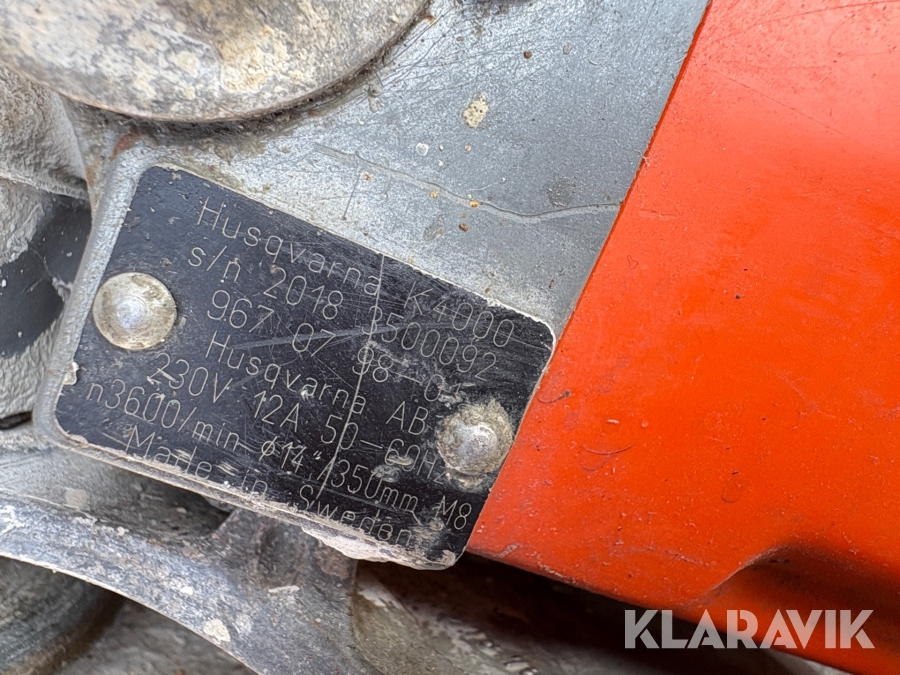 Husqvarna K4000
s/n 2018 3500092
967 07 98-01
Husqvarna AB
230V 12A 50-60Hz
n3600/min ø14"/350mm M8
Made in Sweden
KLARAVIK